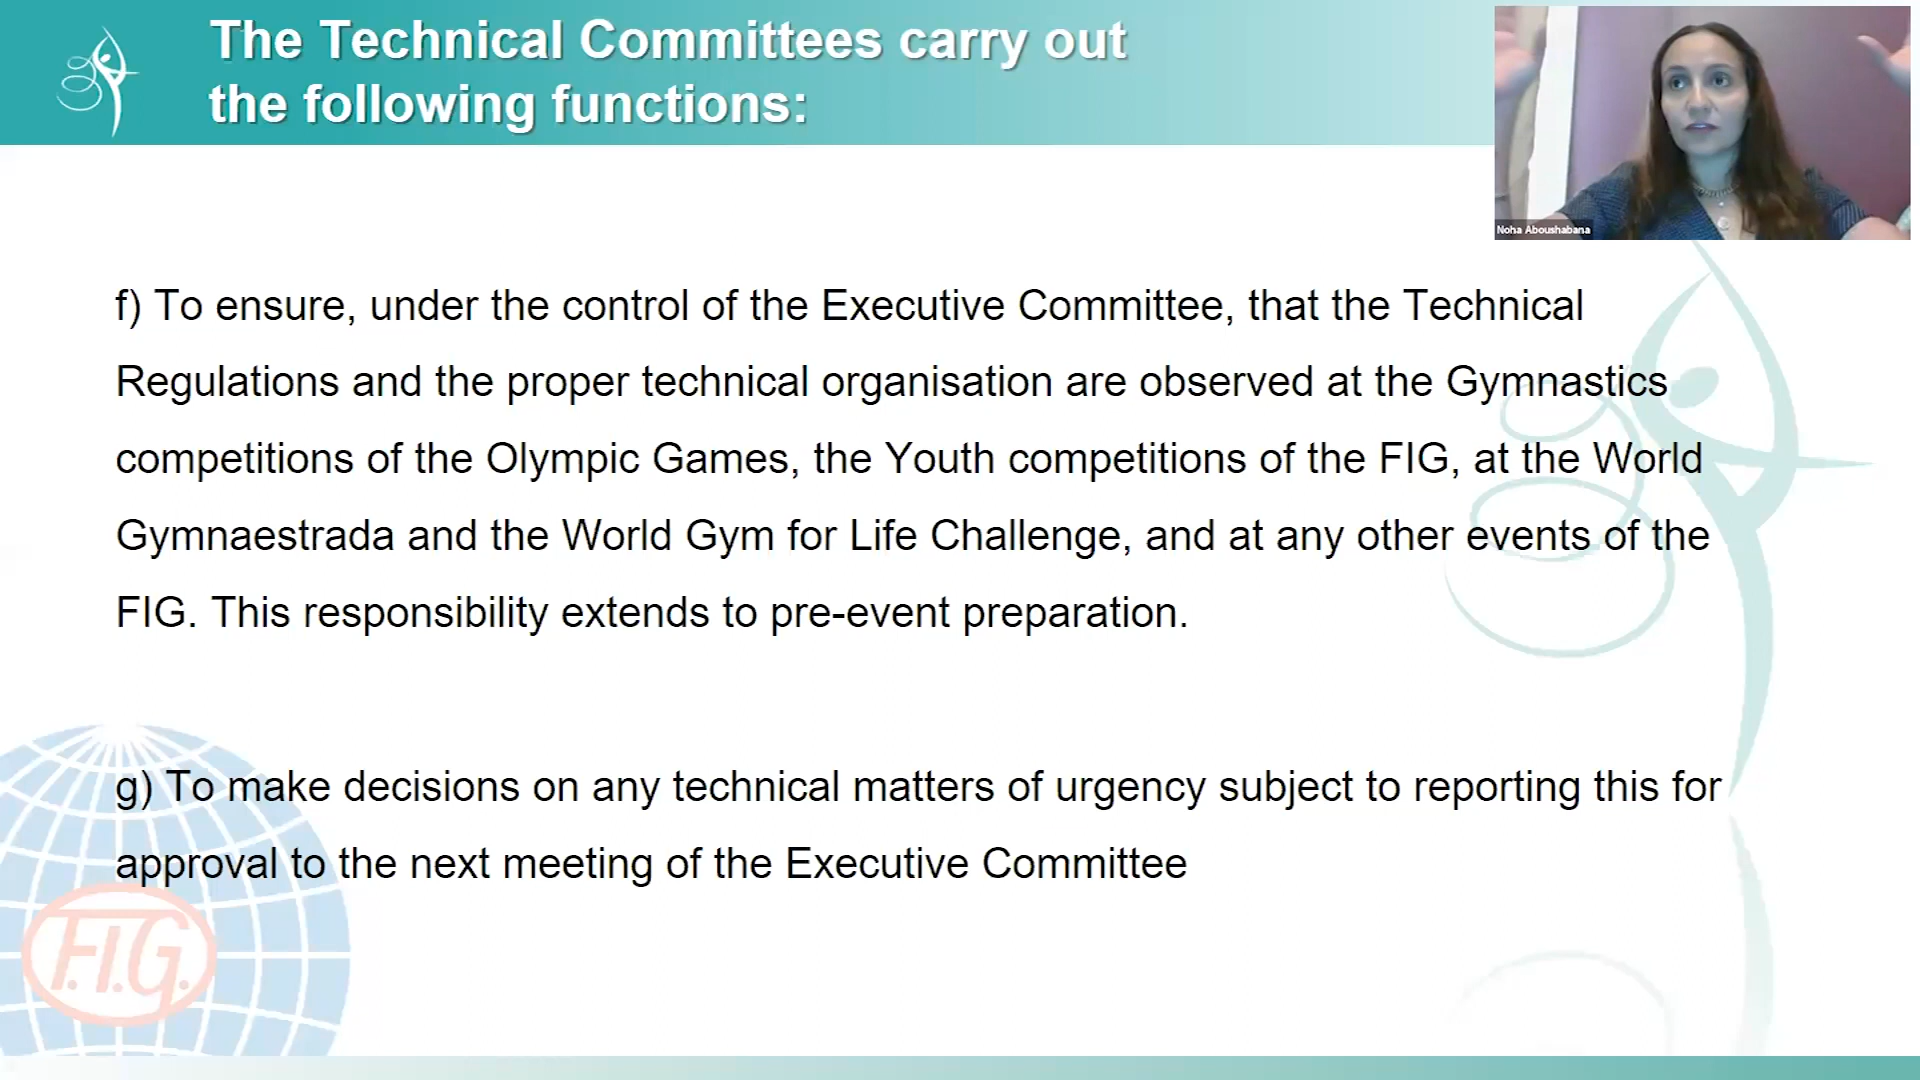 The Technical Committees carry out
the following functions:
Noha Aboushabana
f) To ensure, under the control of the Executive Committee, that the Technical
Regulations and the proper technical organisation are observed at the Gymnastics
competitions of the Olympic Games, the Youth competitions of the FIG, at the World
Gymnaestrada and the World Gym for Life Challenge, and at any other events of the
FIG. This responsibility extends to pre-event preparation.
g) To make decisions on any technical matters of urgency subject to reporting this for
approval to the next meeting of the Executive Committee
F.I.G.